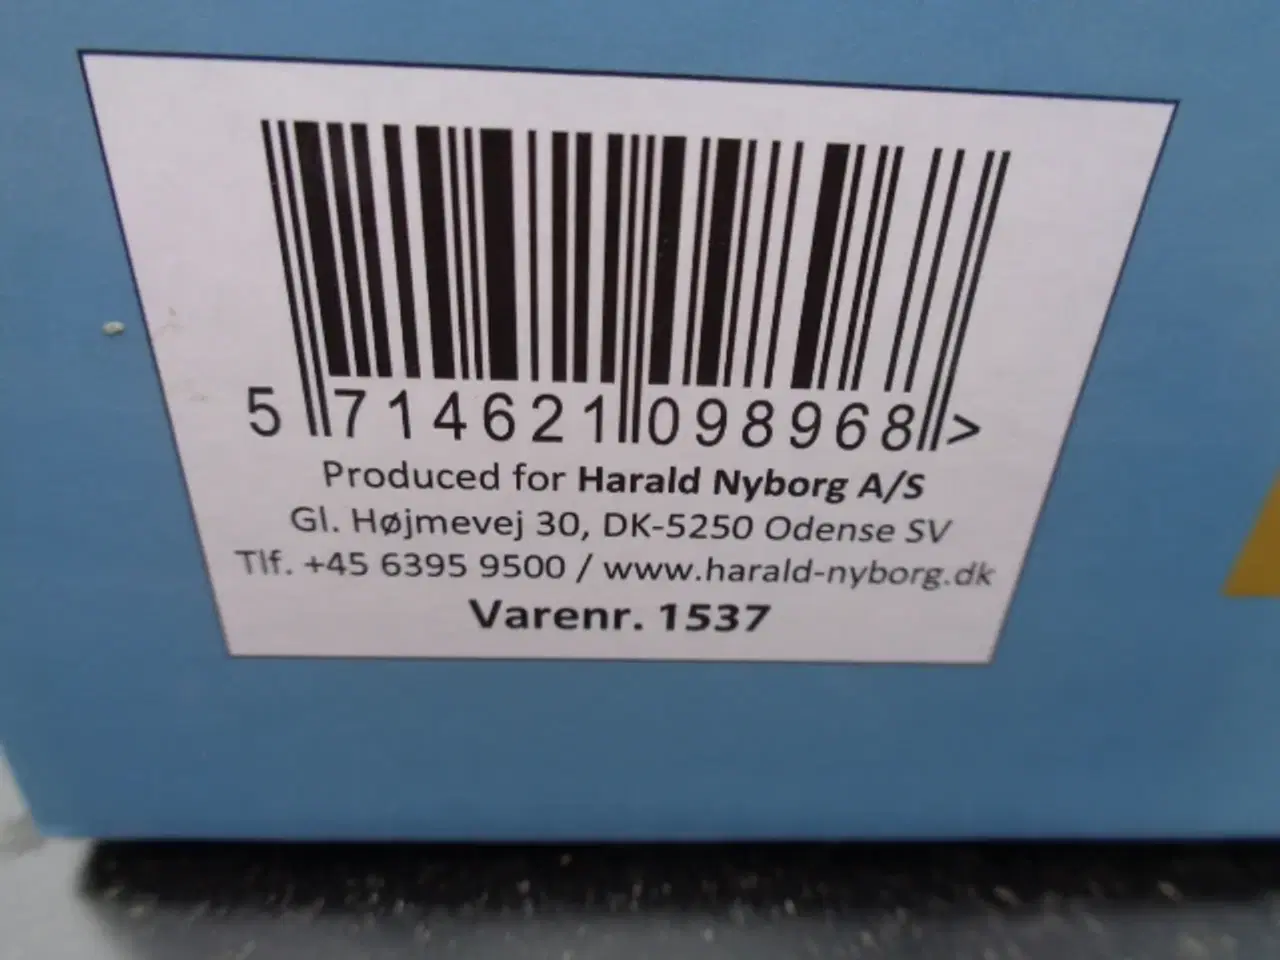 5 714621 098968 >
Produced for Harald Nyborg A/S
Gl. Højmevej 30, DK-5250 Odense SV
Tlf. +45 6395 9500 / www.harald-nyborg.dk
Varenr. 1537